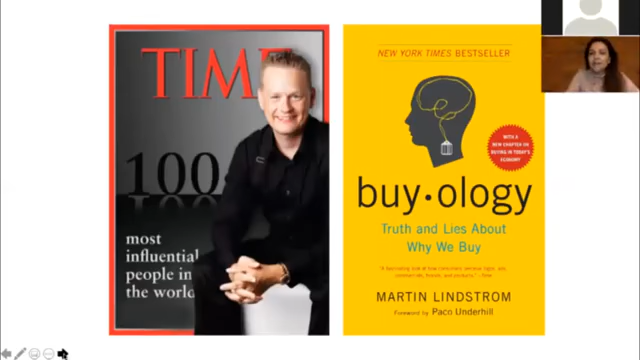 TIME
100
most
influential
people in
the world
NEW YORK TIMES BESTSELLER
WITH A
NEW CHAPTER ON
BUYING IN TODAY'S
ECONOMY
buy•ology
Truth and Lies About
Why We Buy
MARTIN LINDSTROM
Foreword by Paco Underhill